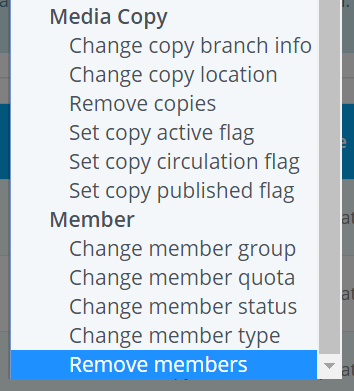 Media Copy
Change copy branch info
Change copy location
Remove copies
Set copy active flag
Set copy circulation flag
Set copy published flag
Member
Change member group
Change member quota
Change member status
Change member type
Remove members